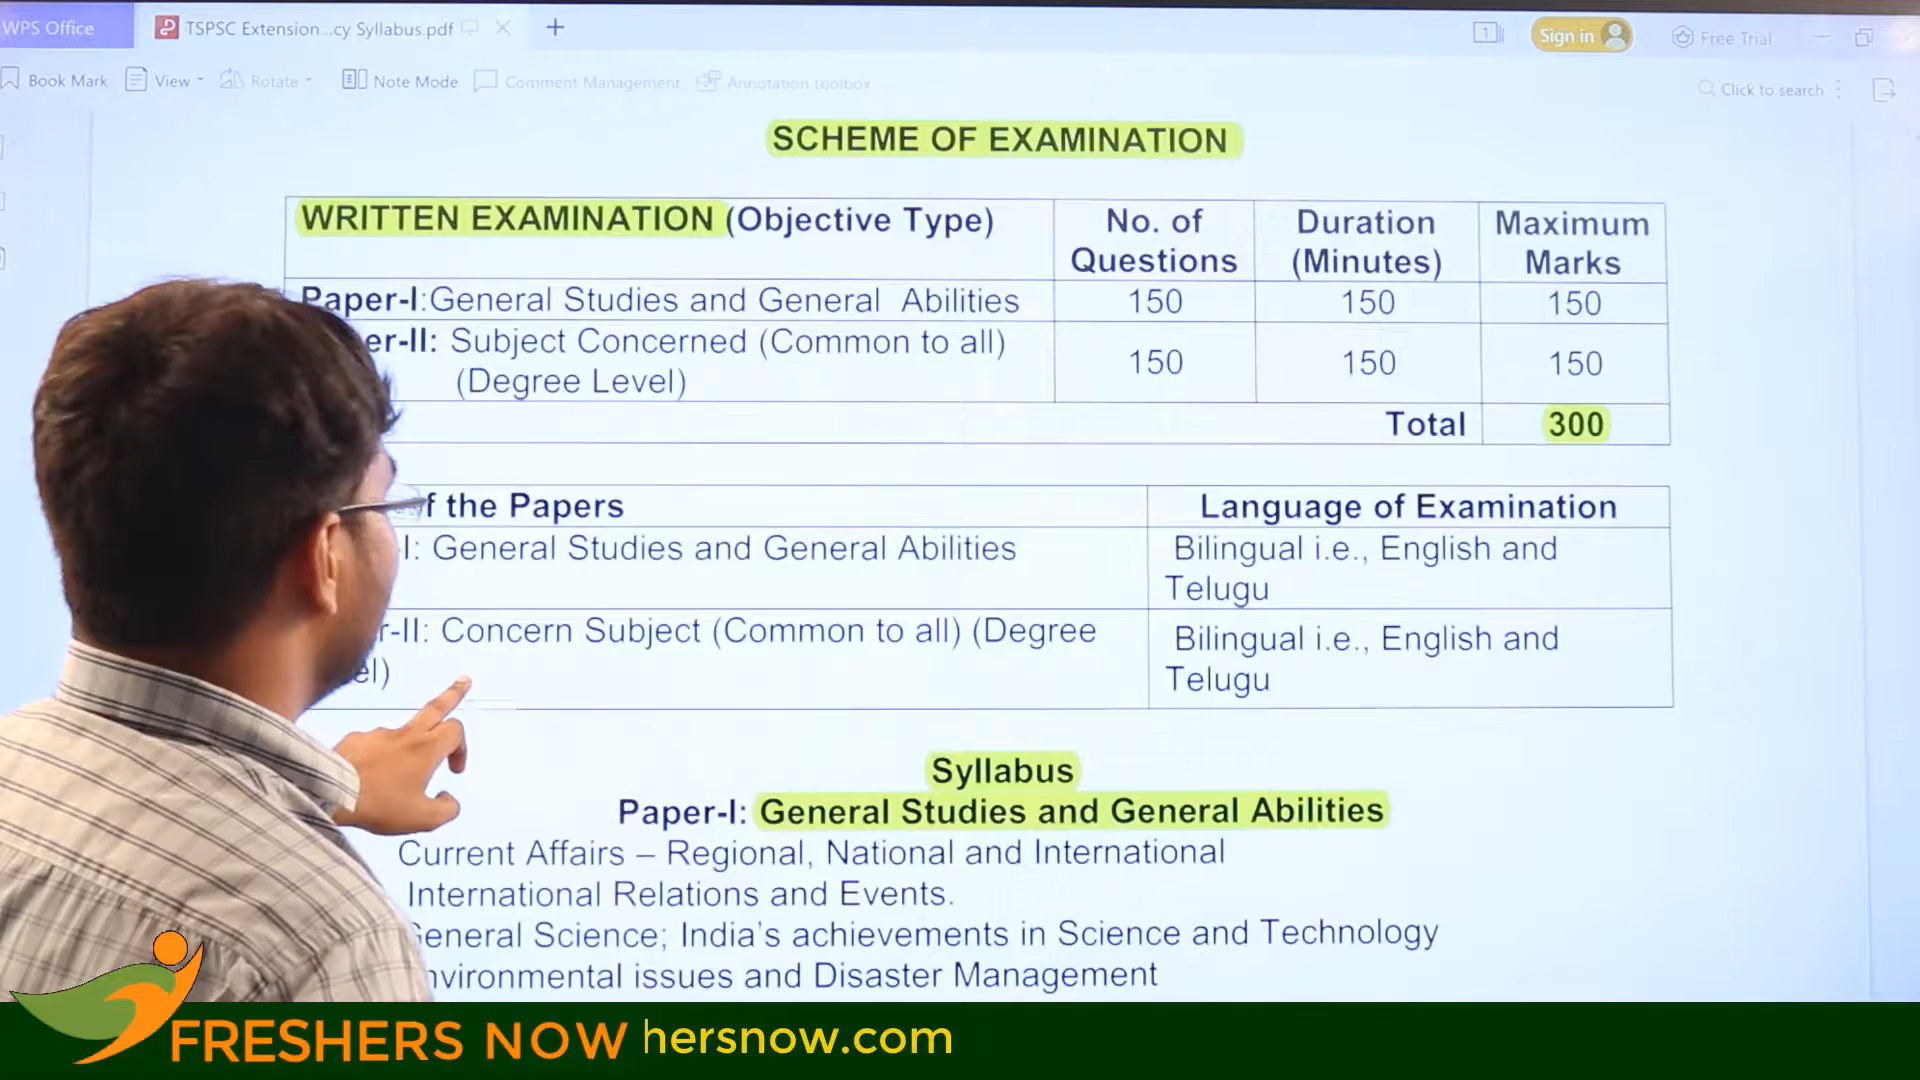 WPS Office
TSPSC Extension...cy Syllabus.pdf
Sign in
Free Trial
Book Mark
View
Rotate
Note Mode
Comment Management
Annotation toolbox
Click to search
SCHEME OF EXAMINATION
WRITTEN EXAMINATION (Objective Type)
No. of
Questions
Duration
(Minutes)
Maximum
Marks
Paper-I:General Studies and General Abilities
150
150
150
er-II: Subject Concerned (Common to all)
(Degree Level)
150
150
150
Total
300
f the Papers
Language of Examination
-I: General Studies and General Abilities
Bilingual i.e., English and
Telugu
r-II: Concern Subject (Common to all) (Degree
el)
Bilingual i.e., English and
Telugu
Syllabus
Paper-I: General Studies and General Abilities
Current Affairs – Regional, National and International
International Relations and Events.
General Science; India's achievements in Science and Technology
nvironmental issues and Disaster Management
FRESHERS NOW
hersnow.com